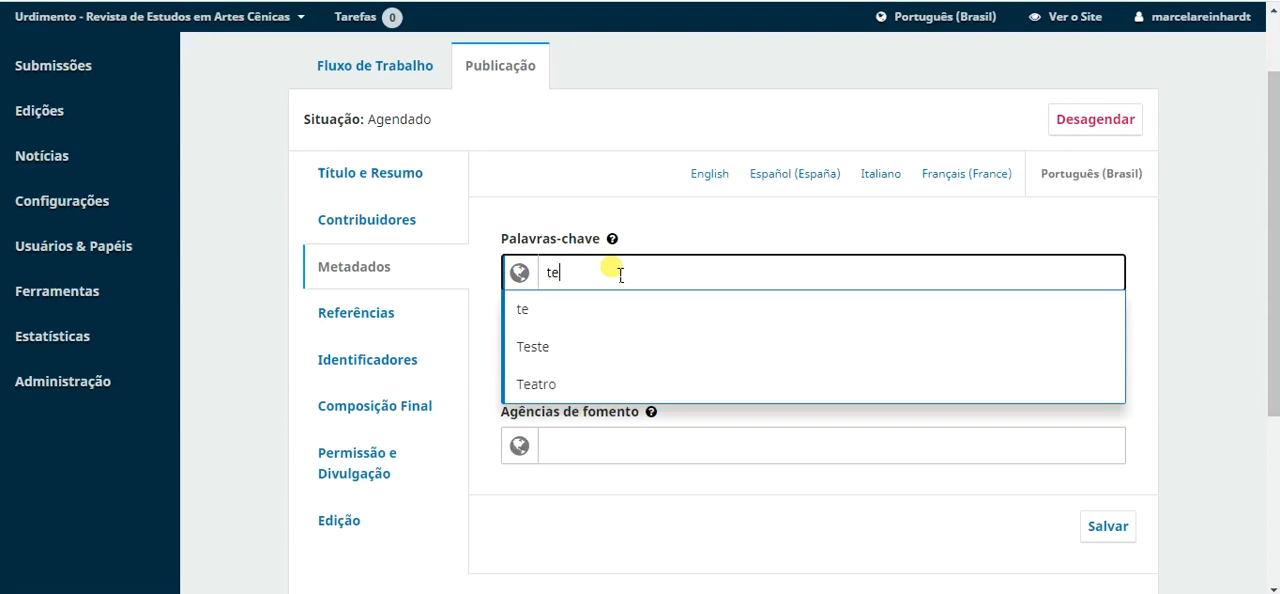 Urdimento - Revista de Estudos em Artes Cênicas Tarefas 0 Português (Brasil) Ver o Site marcelareinhardt
Submissões
Edições
Notícias
Configurações
Usuários & Papéis
Ferramentas
Estatísticas
Administração
Fluxo de Trabalho Publicação
Situação: Agendado Desagendar
Título e Resumo
Contribuidores
Metadados
Referências
Identificadores
Composição Final
Permissão e
Divulgação
Edição
English Español (España) Italiano Français (France) Português (Brasil)
Palavras-chave ?
te
te
Teste
Teatro
Agências de fomento ?
Salvar